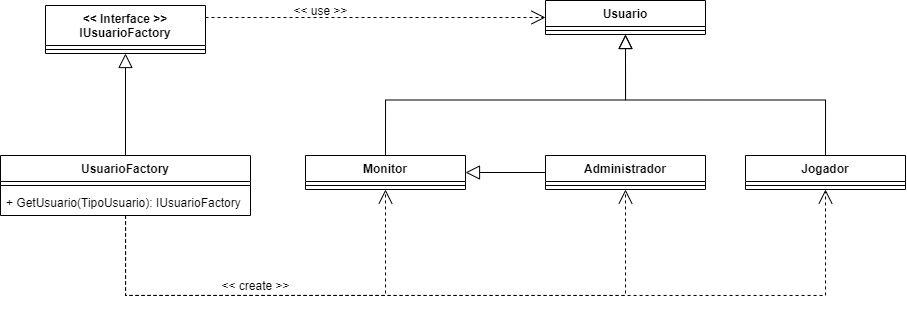 << Interface >>
IUsuarioFactory
<< use >>
Usuario
UsuarioFactory
+ GetUsuario(TipoUsuario): IUsuarioFactory
Monitor
Administrador
Jogador
<< create >>